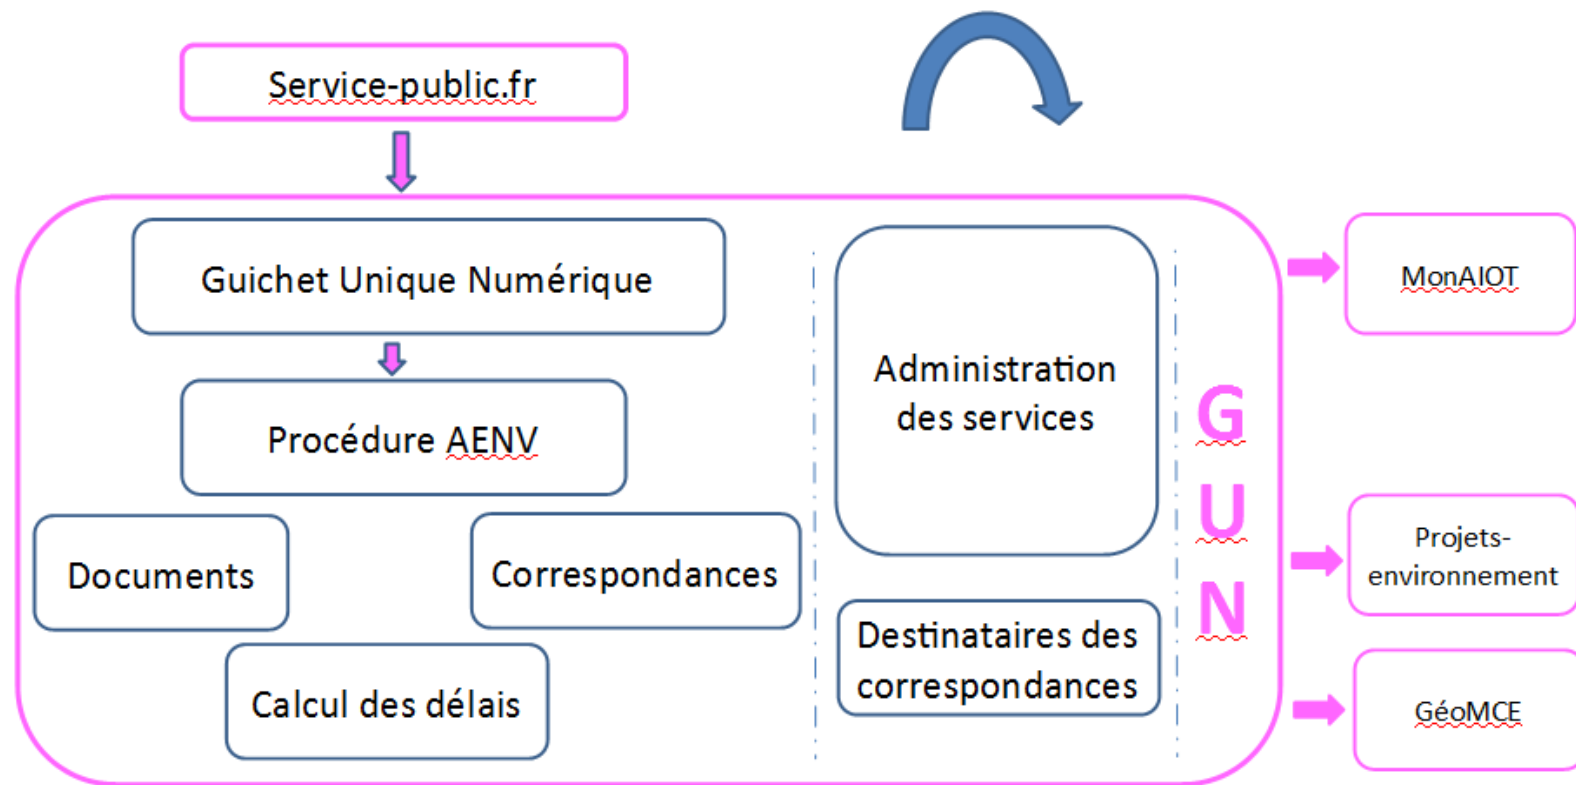 Service-public.fr
Guichet Unique Numérique
Procédure AENV
Documents
Correspondances
Calcul des délais
Administration
des services
Destinataires des
correspondances
G
U
N
MonAIOT
Projets-
environnement
GéoMCE